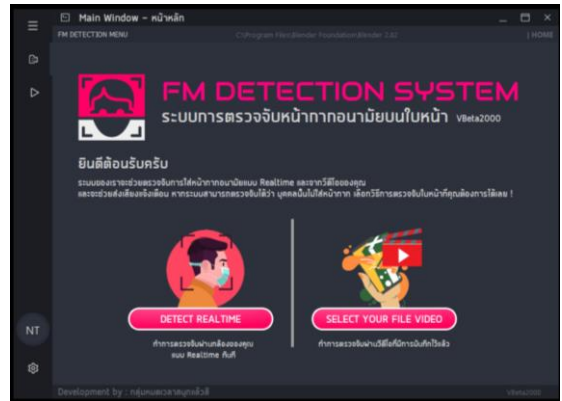 Main Window - หน้าหลัก
FM DETECTION MENU
C:\Program Files\Blender Foundation\Blender 2.82
| HOME
FM DETECTION SYSTEM
ระบบการตรวจจับหน้ากากอนามัยบนใบหน้า VBeta2000
ยินดีต้อนรับครับ
ระบบของเราจะช่วยตรวจจับการใส่หน้ากากอนามัยแบบ Realtime และจากวีดีโอของคุณ
และจะช่วยส่งเสียงแจ้งเตือน หากระบบสามารถตรวจจับได้ว่า บุคคลนั้นไม่ใส่หน้ากาก เลือกวิธีการตรวจจับใบหน้าที่คุณต้องการได้เลย !
DETECT REALTIME
SELECT YOUR FILE VIDEO
ทำการตรวจจับผ่านกล้องของคุณ
แบบ Realtime ทันที
ทำการตรวจจับผ่านวีดีโอที่มีการบันทึกไว้แล้ว
NT
Development by :
VBeta2000